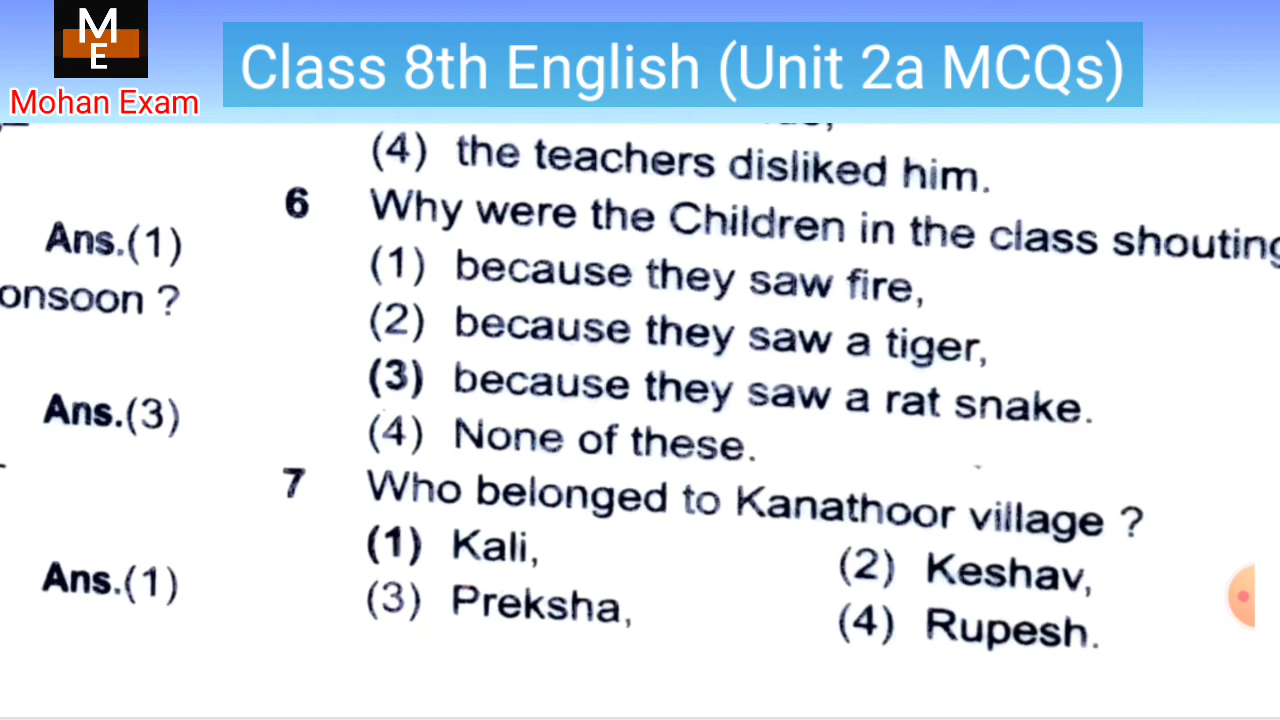 M
E
Mohan Exam
Class 8th English (Unit 2a MCQs)
(4) the teachers disliked him.
6 Why were the Children in the class shouting
Ans.(1)
(1) because they saw fire,
onsoon ?
(2) because they saw a tiger,
(3) because they saw a rat snake.
Ans.(3)
(4) None of these.
7 Who belonged to Kanathoor village ?
(1) Kali,
(2) Keshav,
Ans.(1)
(3) Preksha,
(4) Rupesh.